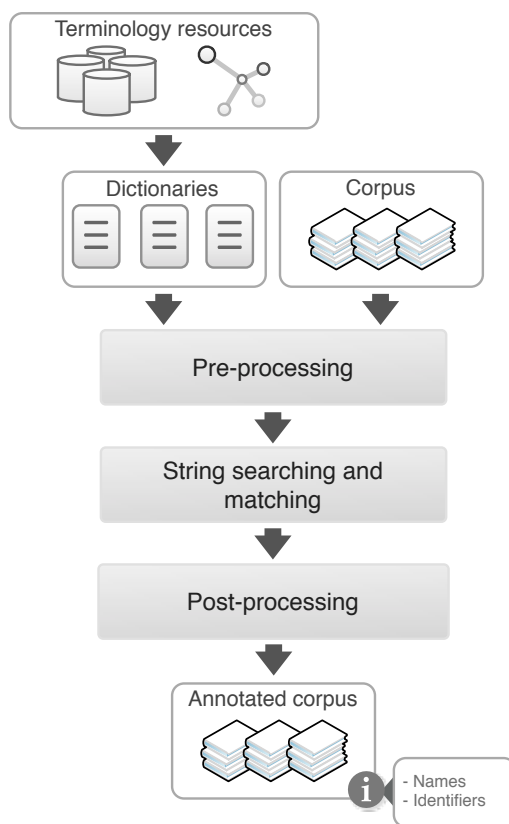 Terminology resources
Dictionaries
Corpus
Pre-processing
String searching and
matching
Post-processing
Annotated corpus
i
- Names
- Identifiers